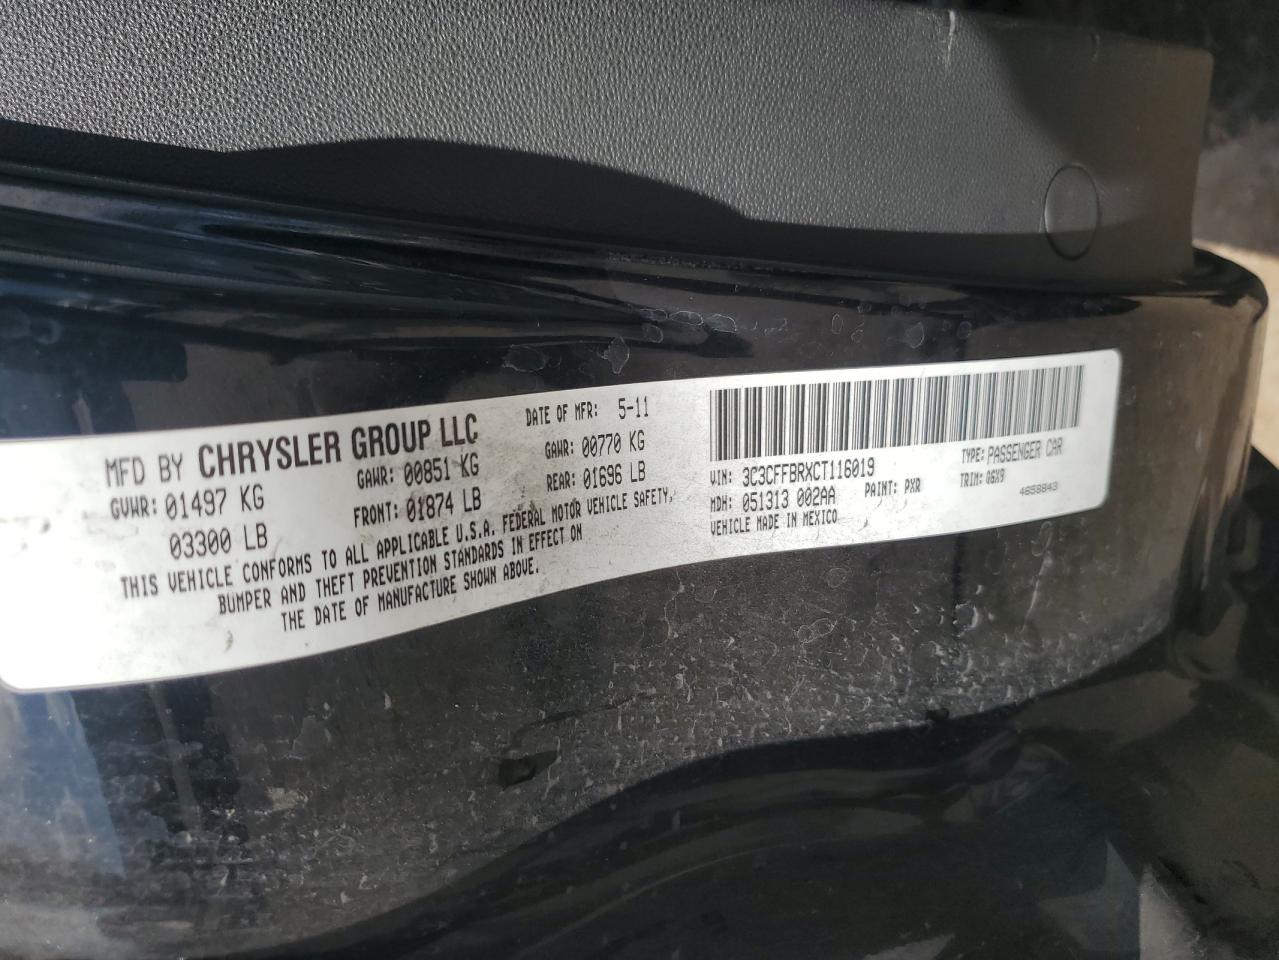 MFD BY CHRYSLER GROUP LLC
DATE OF MFR: 5-11
GVWR: 01497 KG
03300 LB
GAWR: 00851 KG
FRONT: 01874 LB
GAWR: 00770 KG
REAR: 01696 LB
THIS VEHICLE CONFORMS TO ALL APPLICABLE U.S.A. FEDERAL MOTOR VEHICLE SAFETY,
BUMPER AND THEFT PREVENTION STANDARDS IN EFFECT ON
THE DATE OF MANUFACTURE SHOWN ABOVE.
VIN: 3C3CFFBRXCT116019
TYPE: PASSENGER CAR
MDH: 051313 002AA
PAINT: PXR
TRIM: Q6X9
VEHICLE MADE IN MEXICO
4658843